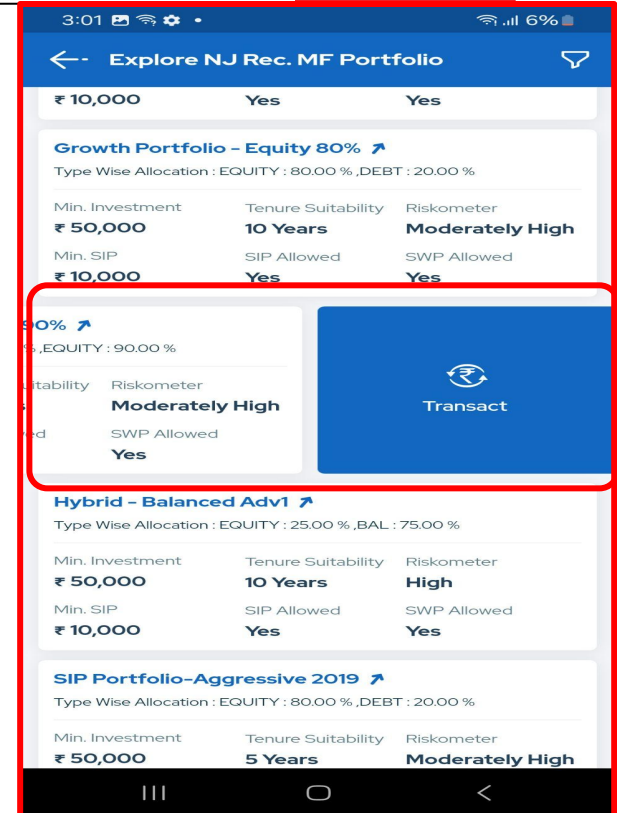 3:01 6%
Explore NJ Rec. MF Portfolio
₹ 10,000 Yes Yes
Growth Portfolio - Equity 80%
Type Wise Allocation : EQUITY : 80.00 % ,DEBT : 20.00 %
Min. Investment Tenure Suitability Riskometer
₹ 50,000 10 Years Moderately High
Min. SIP SIP Allowed SWP Allowed
₹ 10,000 Yes Yes
90%
% ,EQUITY : 90.00 %
itability Riskometer
Moderately High
Transact
ed SWP Allowed
Yes
Hybrid - Balanced Adv1
Type Wise Allocation : EQUITY : 25.00 % ,BAL : 75.00 %
Min. Investment Tenure Suitability Riskometer
₹ 50,000 10 Years High
Min. SIP SIP Allowed SWP Allowed
₹ 10,000 Yes Yes
SIP Portfolio-Aggressive 2019
Type Wise Allocation : EQUITY : 80.00 % ,DEBT : 20.00 %
Min. Investment Tenure Suitability Riskometer
₹ 50,000 5 Years Moderately High